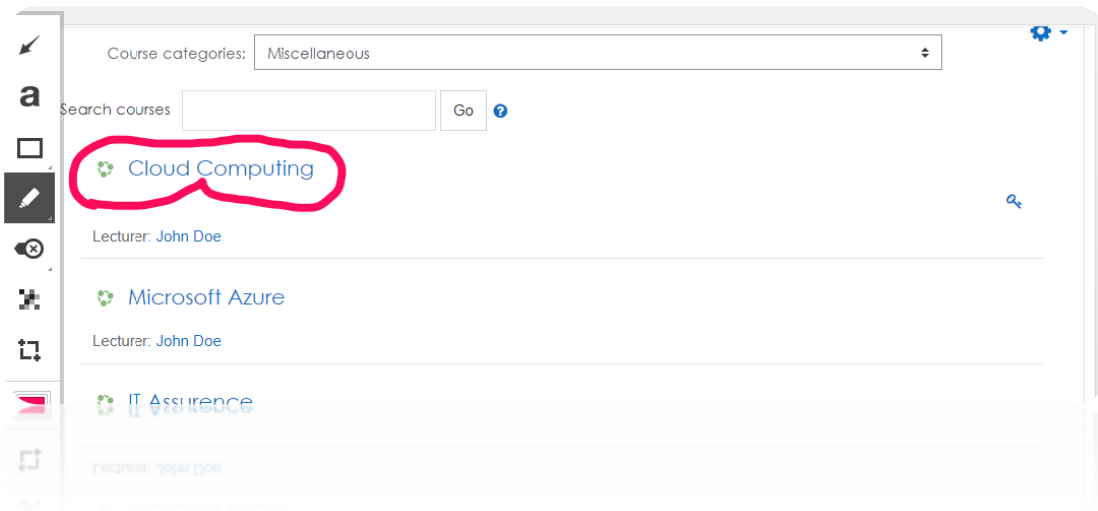 Course categories: Miscellaneous
a
Search courses Go
Cloud Computing
Lecturer: John Doe
Microsoft Azure
Lecturer: John Doe
IT Assurence